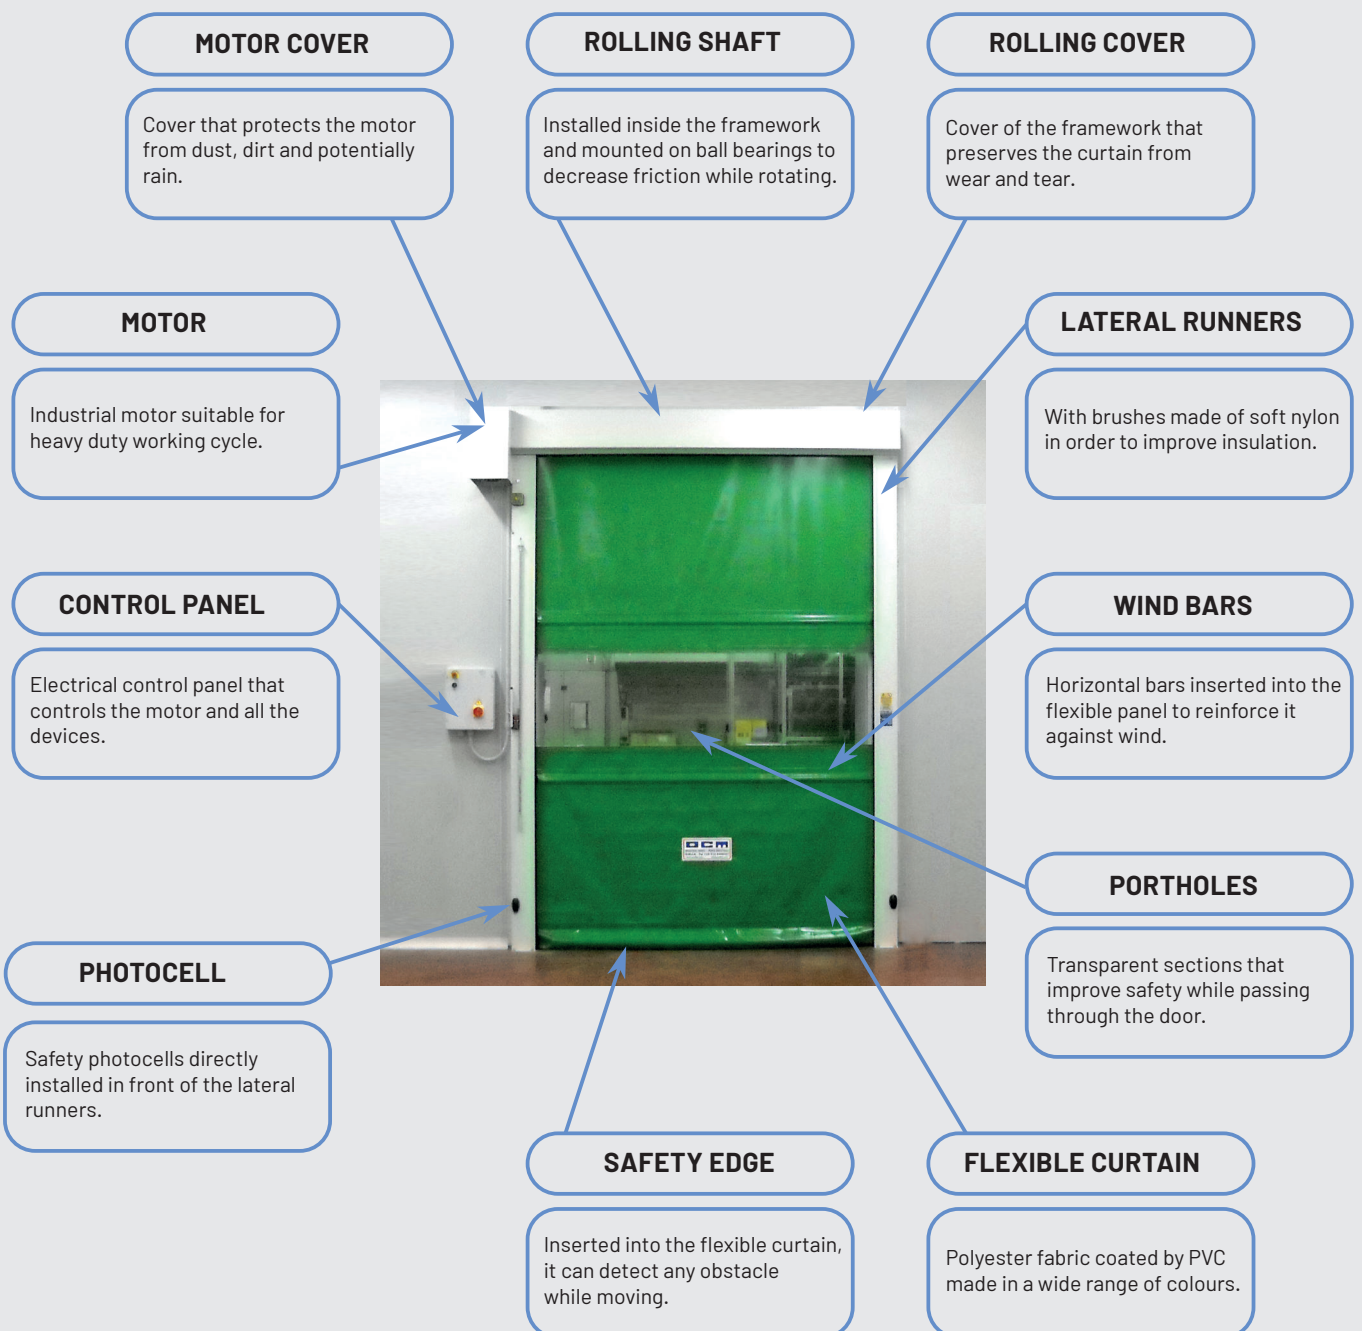 MOTOR COVER
Cover that protects the motor
from dust, dirt and potentially
rain.
ROLLING SHAFT
Installed inside the framework
and mounted on ball bearings to
decrease friction while rotating.
ROLLING COVER
Cover of the framework that
preserves the curtain from
wear and tear.
MOTOR
Industrial motor suitable for
heavy duty working cycle.
LATERAL RUNNERS
With brushes made of soft nylon
in order to improve insulation.
CONTROL PANEL
Electrical control panel that
controls the motor and all the
devices.
WIND BARS
Horizontal bars inserted into the
flexible panel to reinforce it
against wind.
OCM
PORTHOLES
Transparent sections that
improve safety while passing
through the door.
PHOTOCELL
Safety photocells directly
installed in front of the lateral
runners.
SAFETY EDGE
Inserted into the flexible curtain,
it can detect any obstacle
while moving.
FLEXIBLE CURTAIN
Polyester fabric coated by PVC
made in a wide range of colours.